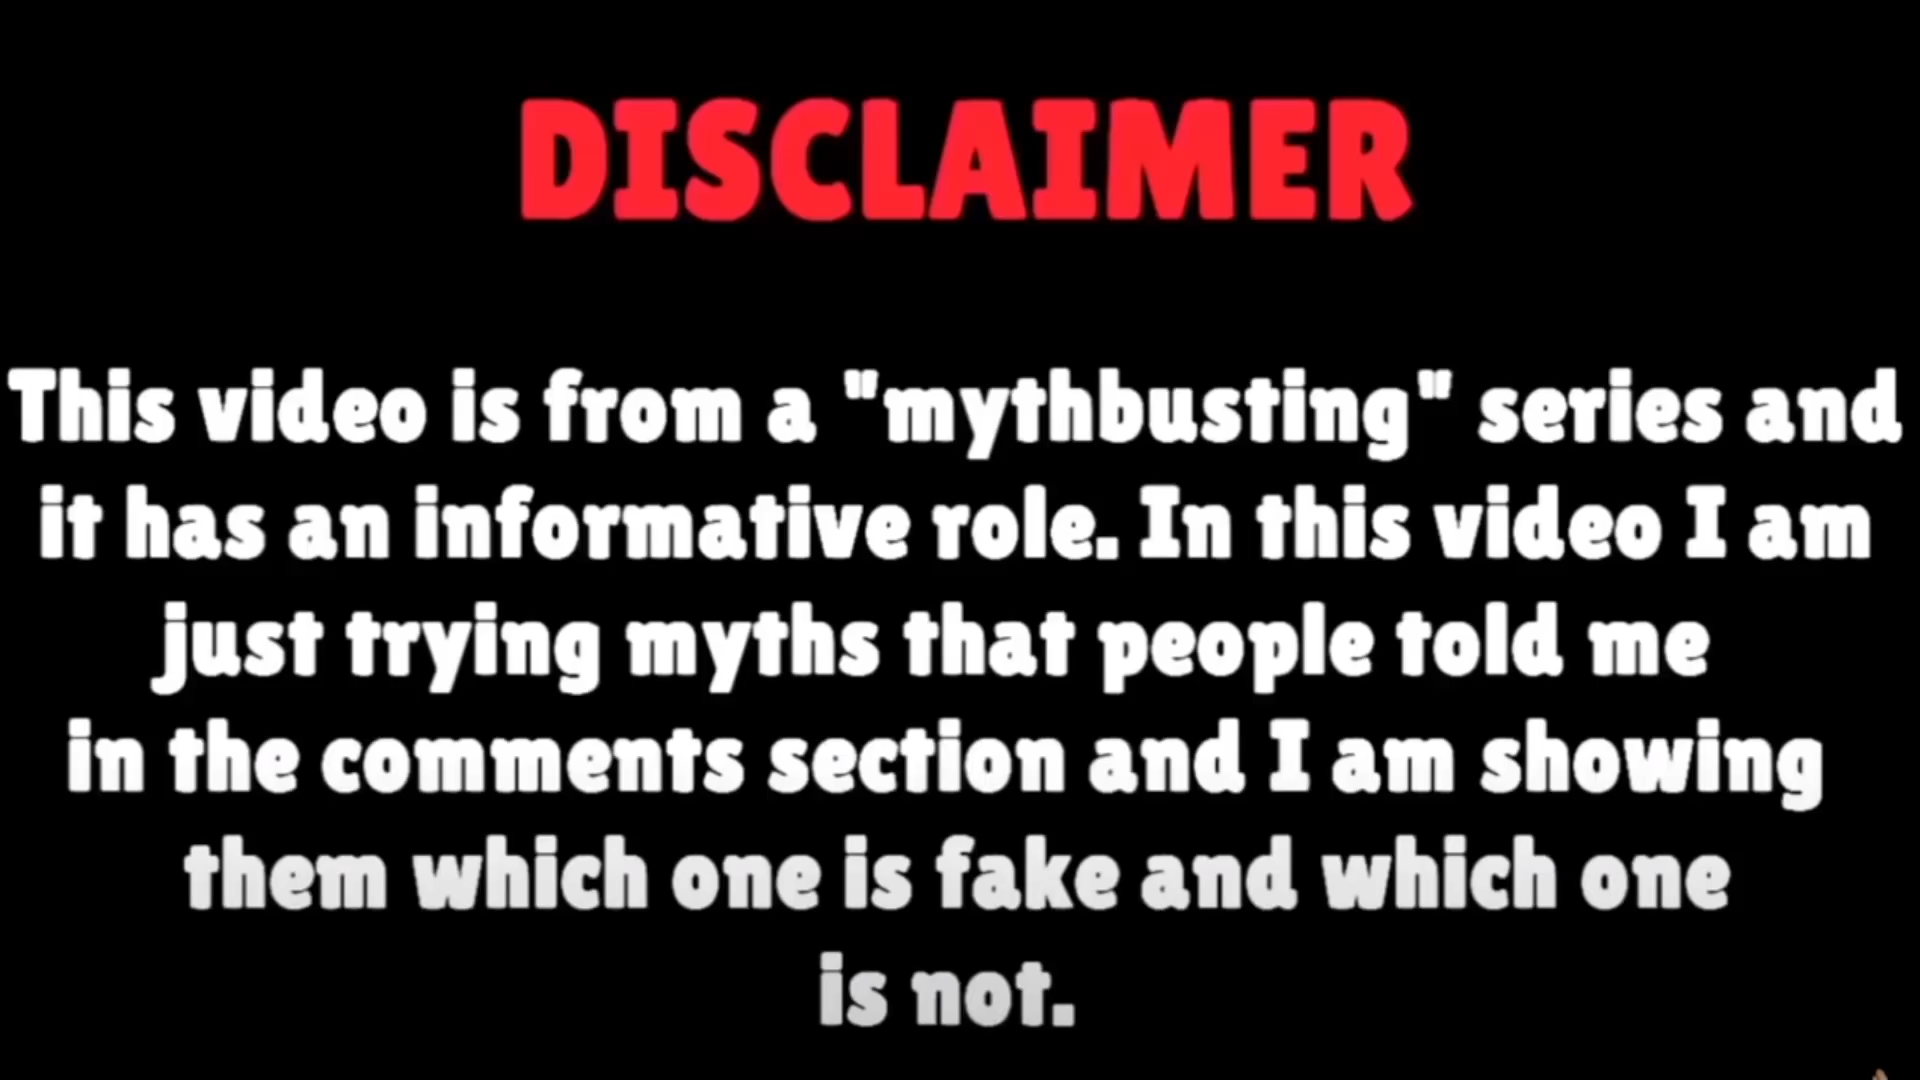 DISCLAIMER
This video is from a "mythbusting" series and
it has an informative role. In this video I am
just trying myths that people told me
in the comments section and I am showing
them which one is fake and which one
is not.